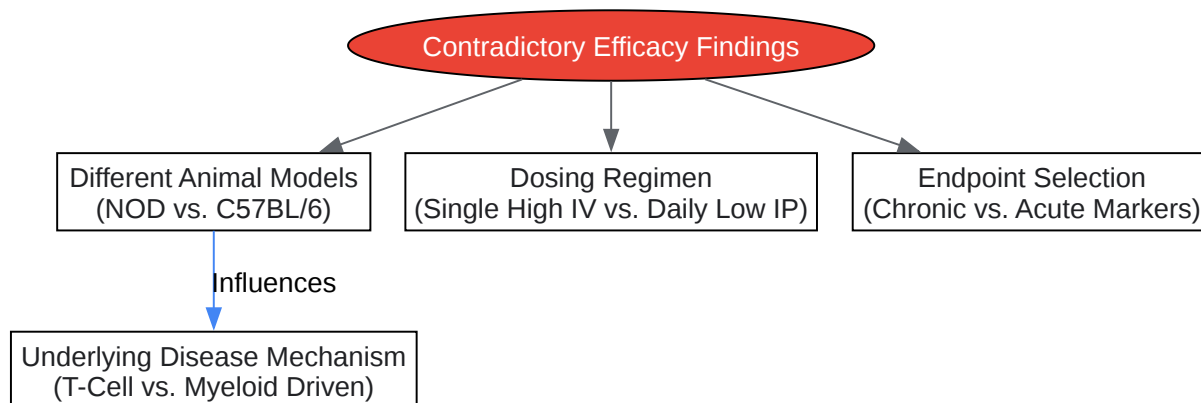 Contradictory Efficacy Findings
Different Animal Models
(NOD vs. C57BL/6)
Dosing Regimen
(Single High IV vs. Daily Low IP)
Endpoint Selection
(Chronic vs. Acute Markers)
Influences
Underlying Disease Mechanism
(T-Cell vs. Myeloid Driven)